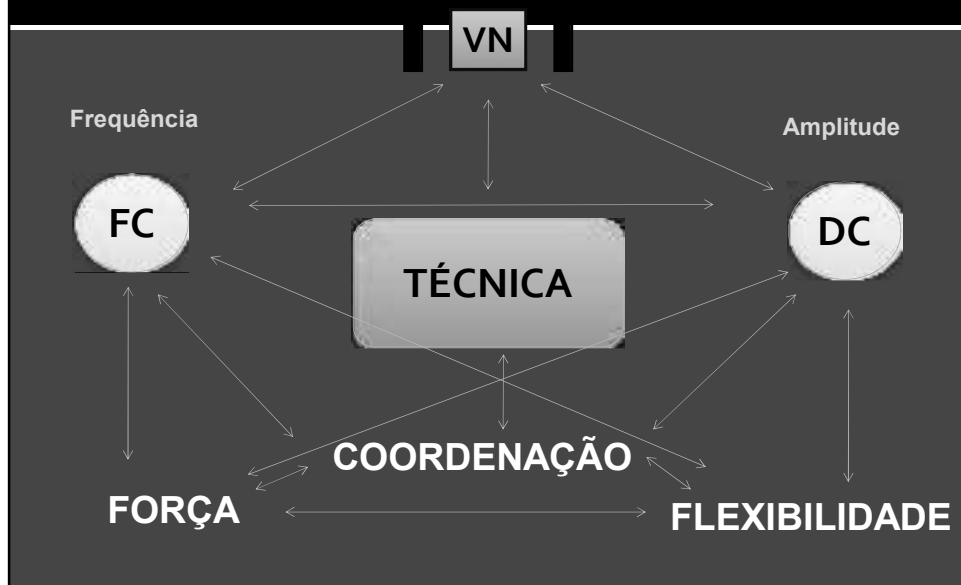 VN
Frequência
Amplitude
FC
DC
TÉCNICA
COORDENAÇÃO
FORÇA
FLEXIBILIDADE